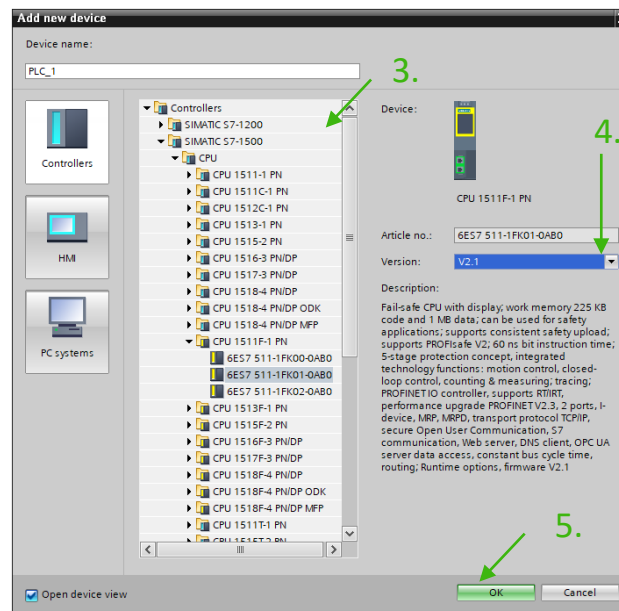 Add new device
Device name:
PLC_1
3.
Controllers
HMI
PC systems
Controllers
SIMATIC S7-1200
SIMATIC S7-1500
CPU
CPU 1511-1 PN
CPU 1511C-1 PN
CPU 1512C-1 PN
CPU 1513-1 PN
CPU 1515-2 PN
CPU 1516-3 PN/DP
CPU 1517-3 PN/DP
CPU 1518-4 PN/DP
CPU 1518-4 PN/DP ODK
CPU 1518-4 PN/DP MFP
CPU 1511F-1 PN
6ES7 511-1FK00-0AB0
6ES7 511-1FK01-0AB0
6ES7 511-1FK02-0AB0
CPU 1513F-1 PN
CPU 1515F-2 PN
CPU 1516F-3 PN/DP
CPU 1517F-3 PN/DP
CPU 1518F-4 PN/DP
CPU 1518F-4 PN/DP ODK
CPU 1518F-4 PN/DP MFP
CPU 1511T-1 PN
CPU 1515T-2 PN
Device:
4.
CPU 1511F-1 PN
Article no.: 6ES7 511-1FK01-0AB0
Version: V2.1
Description:
Fail-safe CPU with display; work memory 225 KB
code and 1 MB data; can be used for safety
applications; supports consistent safety upload;
supports PROFIsafe V2; 60 ns bit instruction time;
5-stage protection concept, integrated
technology functions: motion control, closed-
loop control, counting & measuring; tracing;
PROFINET IO controller, supports RT/IRT,
performance upgrade PROFINET V2.3, 2 ports, I-
device, MRP, MRPD, transport protocol TCP/IP,
secure Open User Communication, S7
communication, Web server, DNS client, OPC UA
server data access, constant bus cycle time,
routing; Runtime options, firmware V2.1
5.
Open device view
OK
Cancel